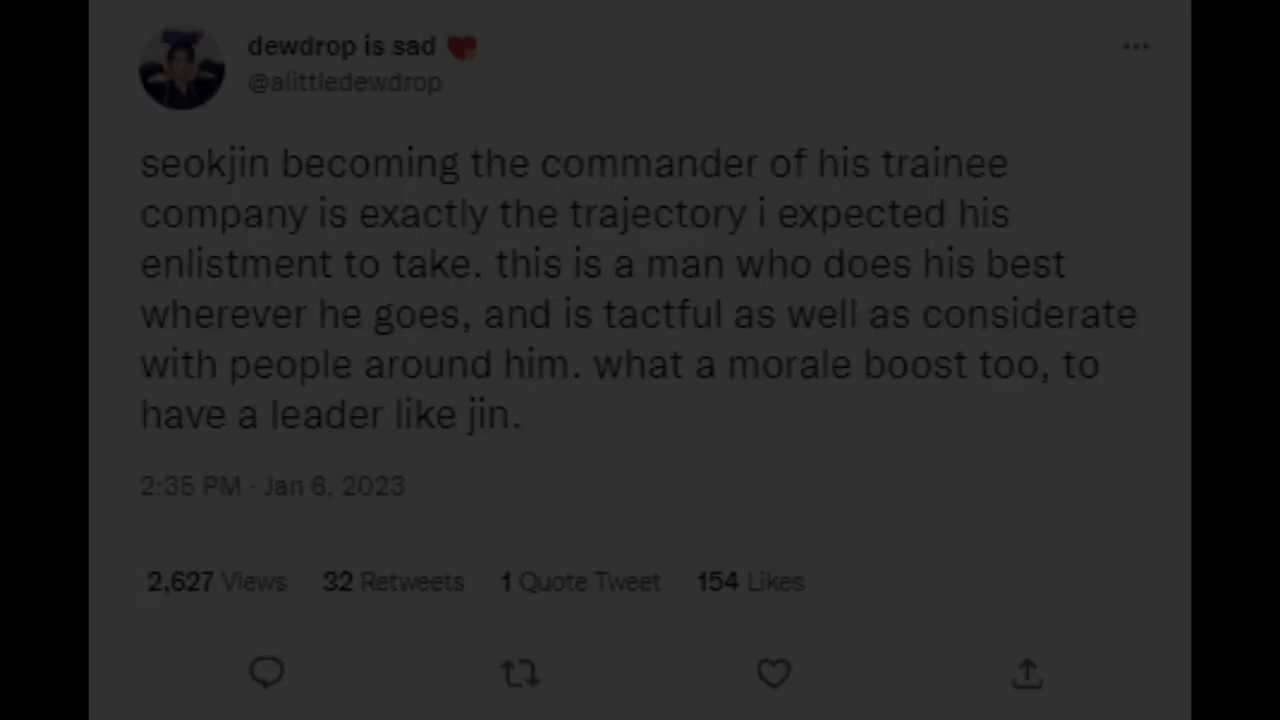 dewdrop is sad
@alittledewdrop
seokjin becoming the commander of his trainee
company is exactly the trajectory i expected his
enlistment to take. this is a man who does his best
wherever he goes, and is tactful as well as considerate
with people around him. what a morale boost too, to
have a leader like jin.
2:35 PM · Jan 6, 2023
2,627 Views 32 Retweets 1 Quote Tweet 154 Likes